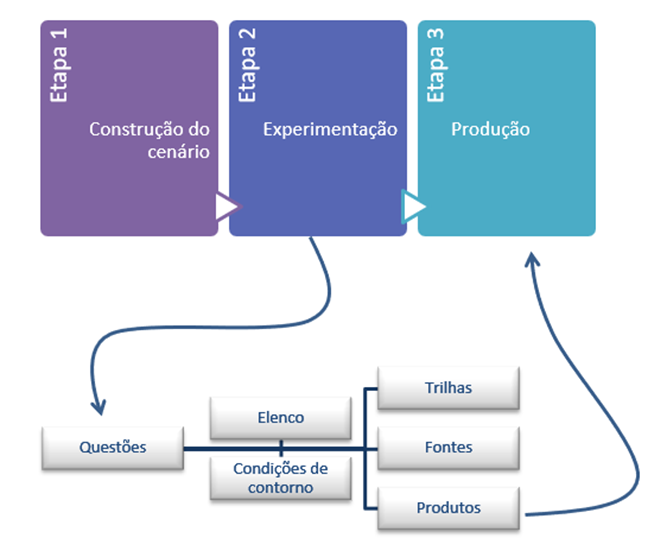 Etapa 1
Construção do
cenário
Etapa 2
Experimentação
Etapa 3
Produção
Questões
Elenco
Condições de
contorno
Trilhas
Fontes
Produtos